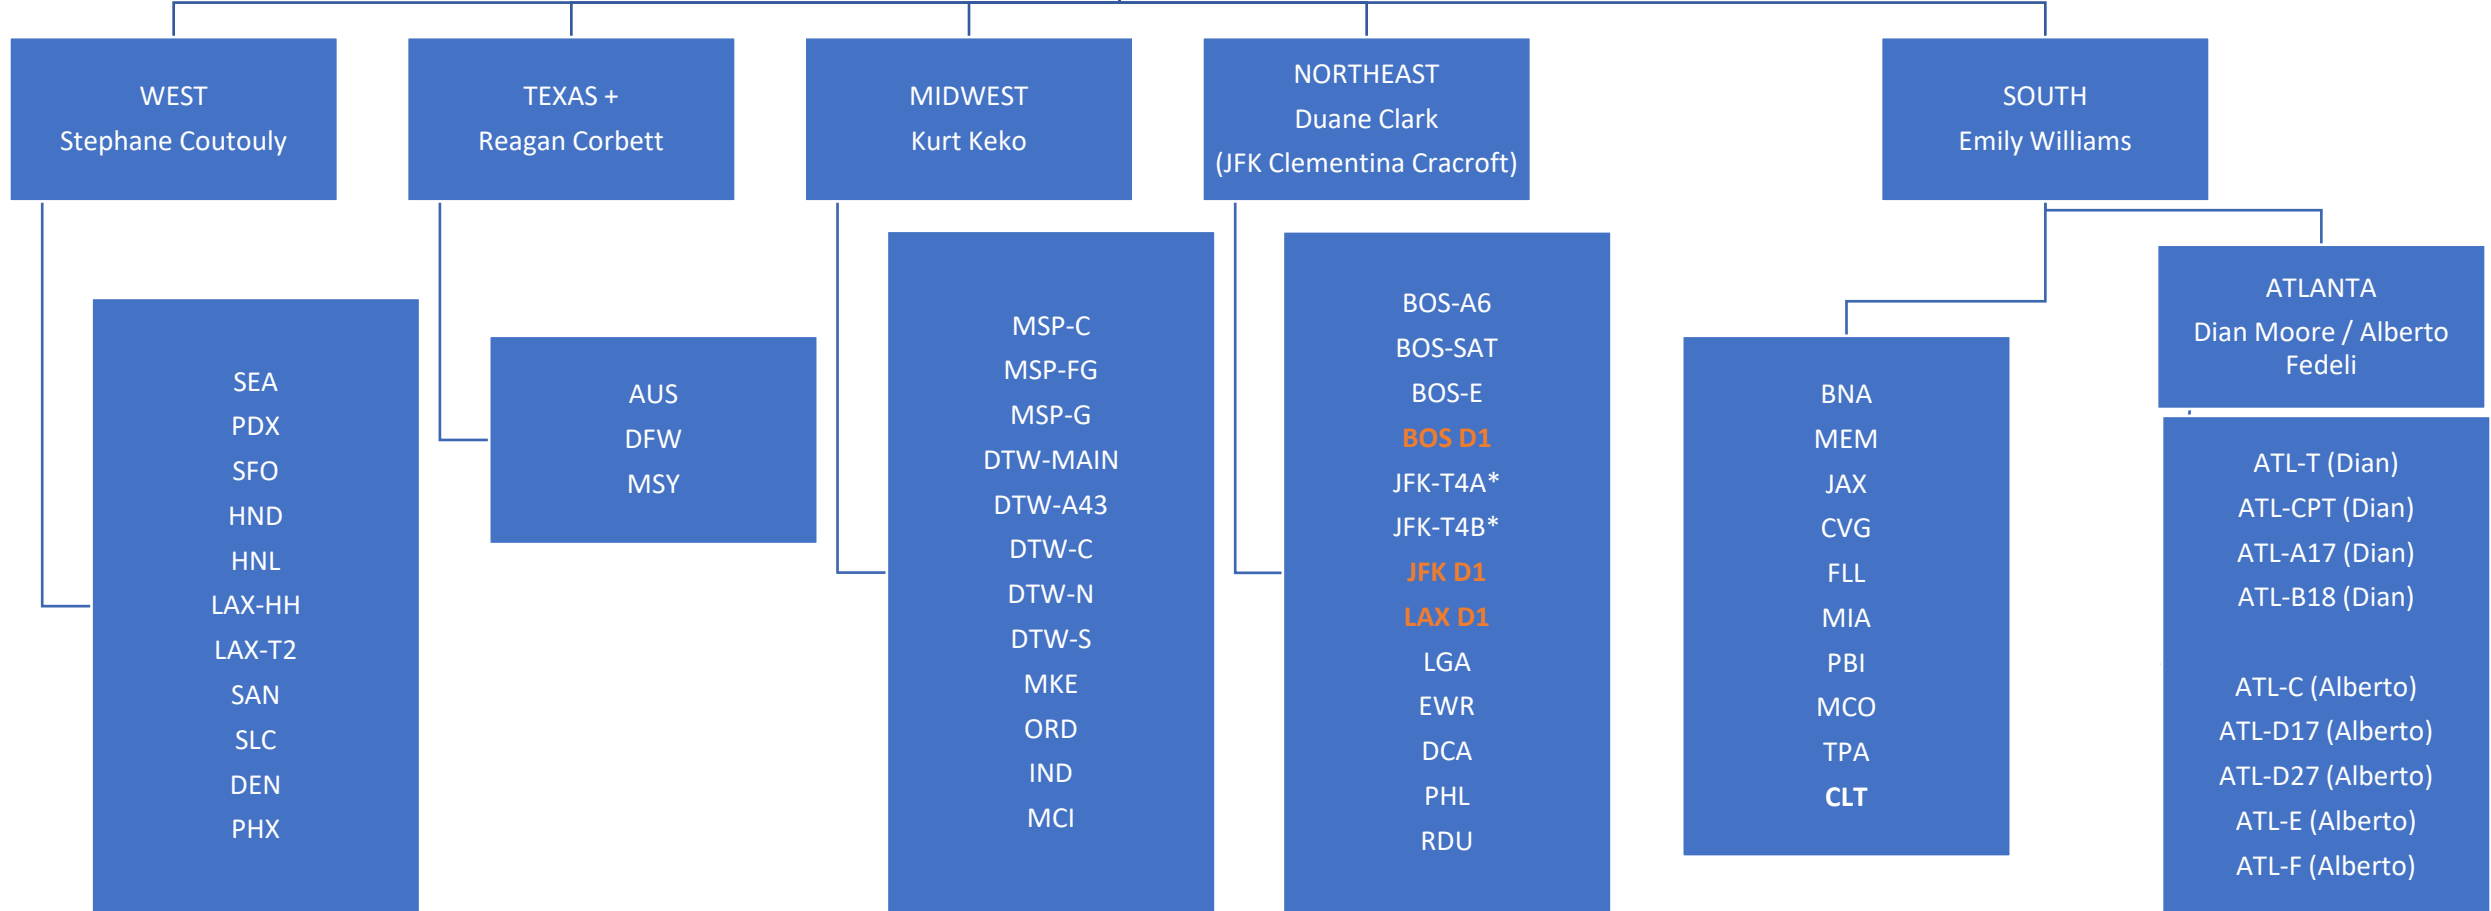 WEST
Stephane Coutouly
TEXAS +
Reagan Corbett
MIDWEST
Kurt Keko
NORTHEAST
Duane Clark
(JFK Clementina Cracroft)
SOUTH
Emily Williams
SEA
PDX
SFO
HND
HNL
LAX-HH
LAX-T2
SAN
SLC
DEN
PHX
AUS
DFW
MSY
MSP-C
MSP-FG
MSP-G
DTW-MAIN
DTW-A43
DTW-C
DTW-N
DTW-S
MKE
ORD
IND
MCI
BOS-A6
BOS-SAT
BOS-E
BOS D1
JFK-T4A*
JFK-T4B*
JFK D1
LAX D1
LGA
EWR
DCA
PHL
RDU
BNA
MEM
JAX
CVG
FLL
MIA
PBI
MCO
TPA
CLT
ATLANTA
Dian Moore / Alberto
Fedeli
ATL-T (Dian)
ATL-CPT (Dian)
ATL-A17 (Dian)
ATL-B18 (Dian)
ATL-C (Alberto)
ATL-D17 (Alberto)
ATL-D27 (Alberto)
ATL-E (Alberto)
ATL-F (Alberto)